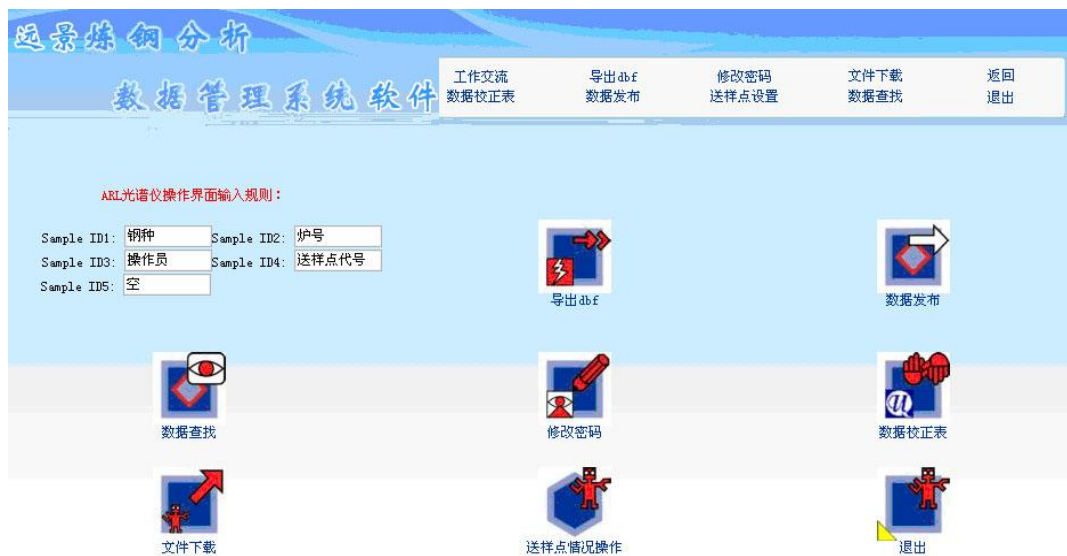 远景炼钢分析
数据管理系统软件
工作交流 导出dbf 修改密码 文件下载 返回
数据校正表 数据发布 送样点设置 数据查找 退出
ARL光谱仪操作界面输入规则：
Sample ID1: 钢种 Sample ID2: 炉号
Sample ID3: 操作员 Sample ID4: 送样点代号
Sample ID5: 空
导出dbf 数据发布
数据查找 修改密码 数据校正表
文件下载 送样点情况操作 退出